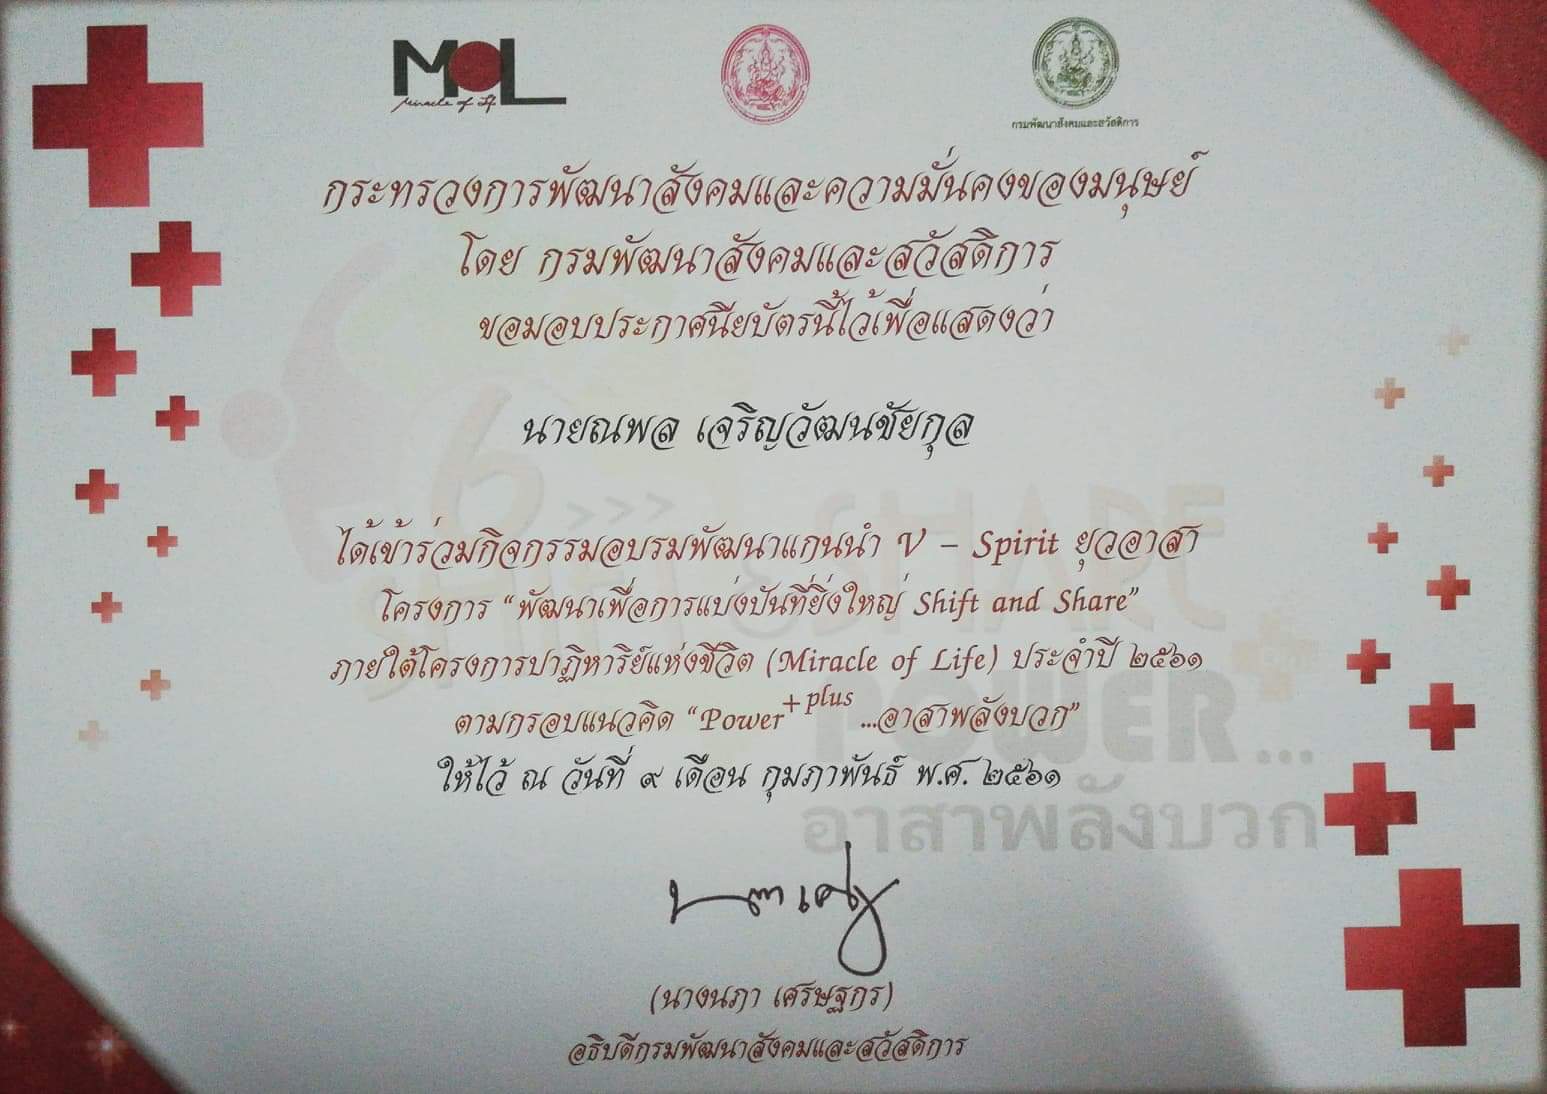 MOL
Miracle of Life
กรมพัฒนาสังคมและสวัสดิการ
กระทรวงการพัฒนาสังคมและความมั่นคงของมนุษย์
โดย กรมพัฒนาสังคมและสวัสดิการ
ขอมอบประกาศนียบัตรนี้ไว้เพื่อแสดงว่า
นายณพล เจริญวัฒนชัยกุล
ได้เข้าร่วมกิจกรรมอบรมพัฒนาแกนนำ V – Spirit ยุวอาสา
โครงการ “พัฒนาเพื่อการแบ่งปันที่ยิ่งใหญ่ Shift and Share”
ภายใต้โครงการปาฏิหาริย์แห่งชีวิต (Miracle of Life) ประจำปี ๒๕๖๑
ตามกรอบแนวคิด “Power+plus ...อาสาพลังบวก”
ให้ไว้ ณ วันที่ ๙ เดือน กุมภาพันธ์ พ.ศ. ๒๕๖๑
(นางนภา เศรษฐกร)
อธิบดีกรมพัฒนาสังคมและสวัสดิการ
SHIFT & SHARE
POWER...
อาสาพลังบวก